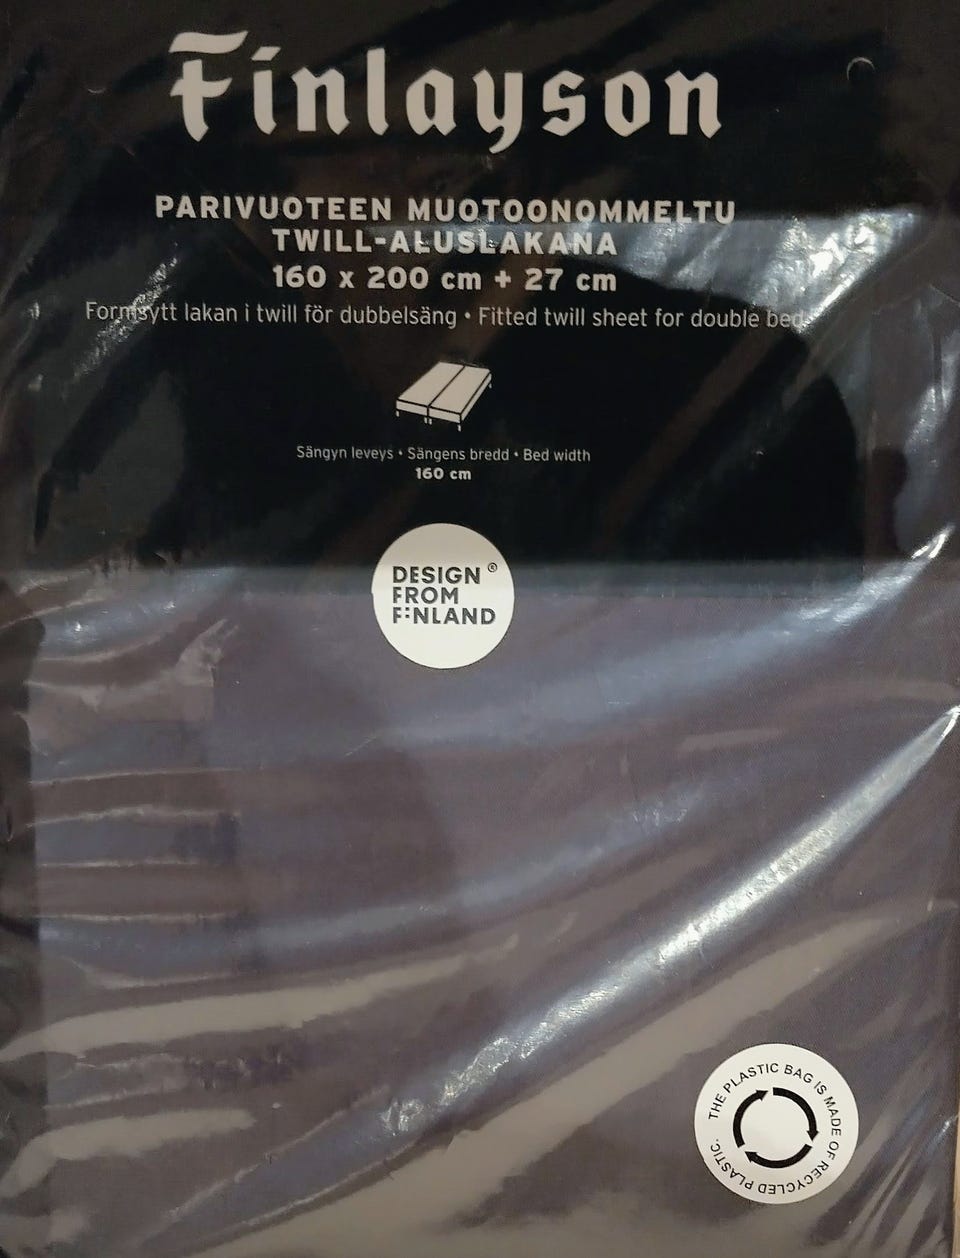 Finlayson
PARIVUOTEEN MUOTOONOMMELTU
TWILL-ALUSLAKANA
160 x 200 cm + 27 cm
Formsytt lakan i twill för dubbelsäng • Fitted twill sheet for double bed
Sängyn leveys • Sängens bredd • Bed width
160 cm
DESIGN ®
FROM
FINLAND
THE PLASTIC BAG IS MADE OF RECYCLED PLASTIC.